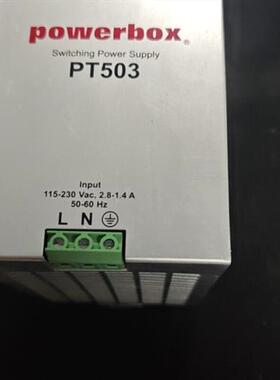 powerbox®
Switching Power Supply
PT503
Input
115-230 Vac, 2.8-1.4 A
50-60 Hz
L N